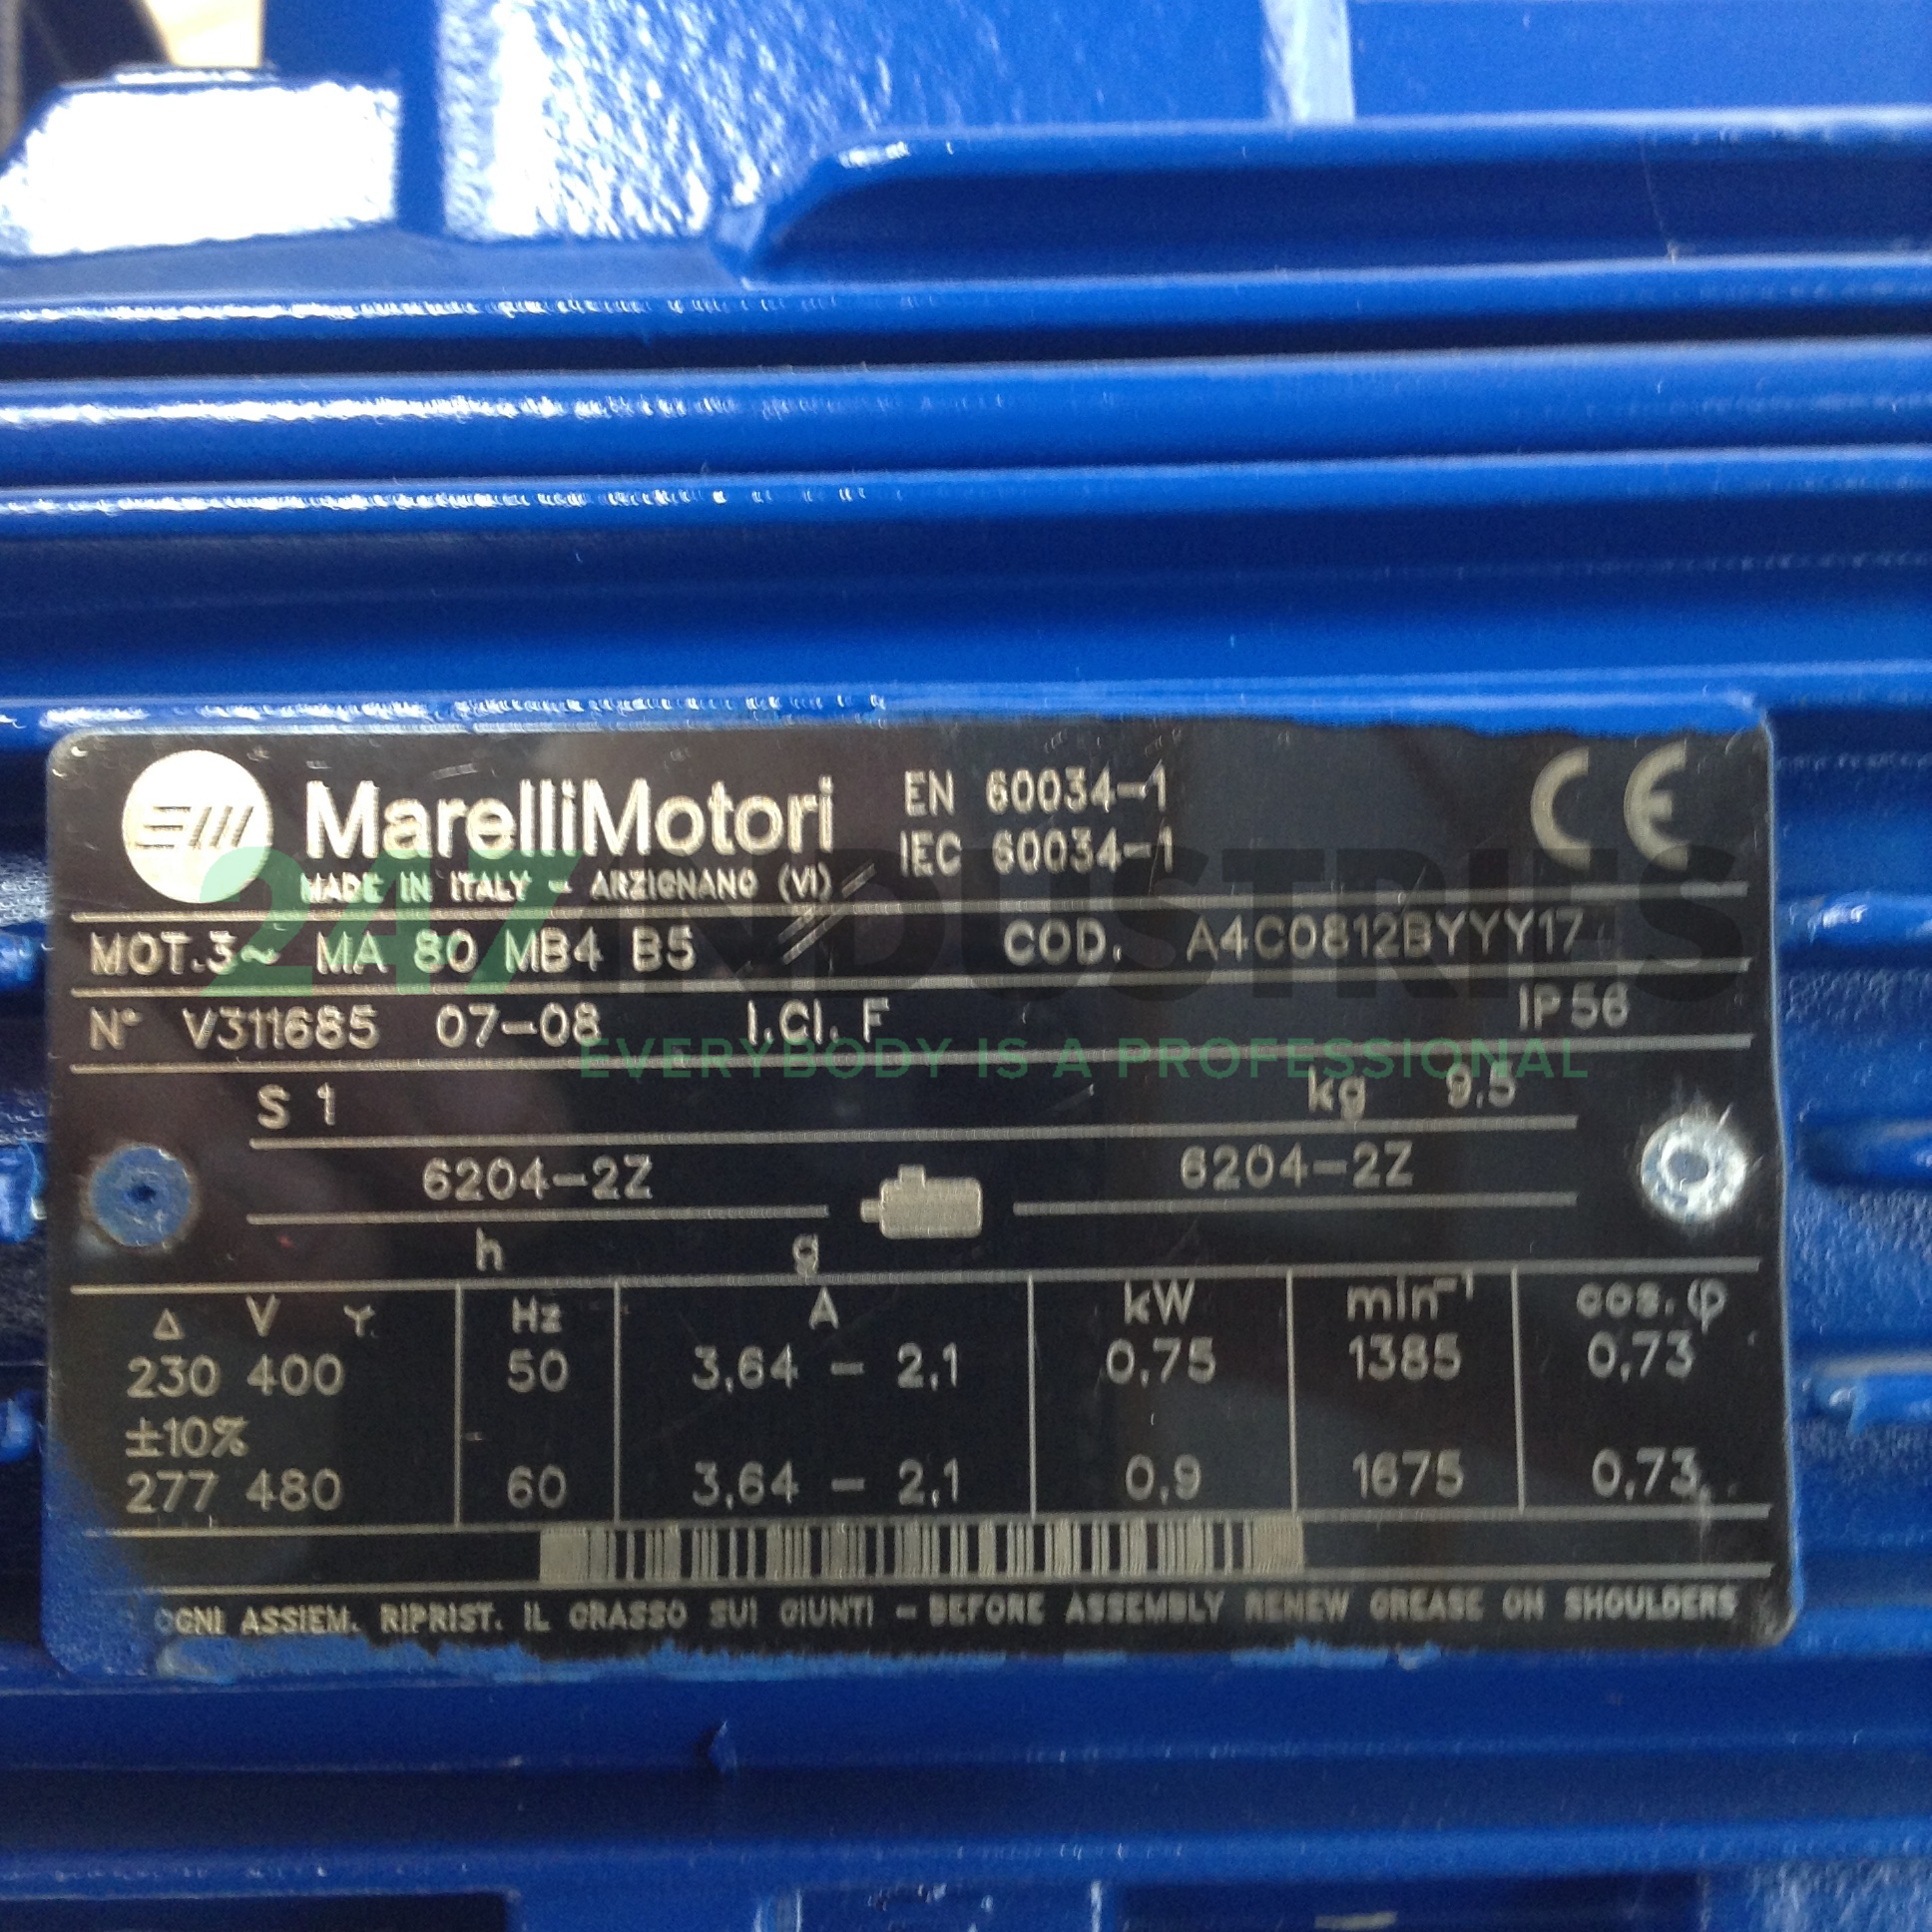 MarelliMotori
MADE IN ITALY - ARZIGNANO (VI)
EN 60034-1
IEC 60034-1
CE
247INDUSTRIES
EVERYBODY IS A PROFESSIONAL
MOT.3~ MA 80 MB4 B5 COD. A4C0812BYYY17
N° V311685 07-08 I.Cl. F IP56
S 1 kg 9.5
6204-2Z 6204-2Z
h g
Δ V Y Hz A kW min⁻¹ cos.φ
230 400 50 3,64 - 2,1 0,75 1385 0,73
±10%
277 480 60 3,64 - 2,1 0,9 1675 0,73
OGNI ASSIEM. RIPRIST. IL GRASSO SUI GIUNTI - BEFORE ASSEMBLY RENEW GREASE ON SHOULDERS